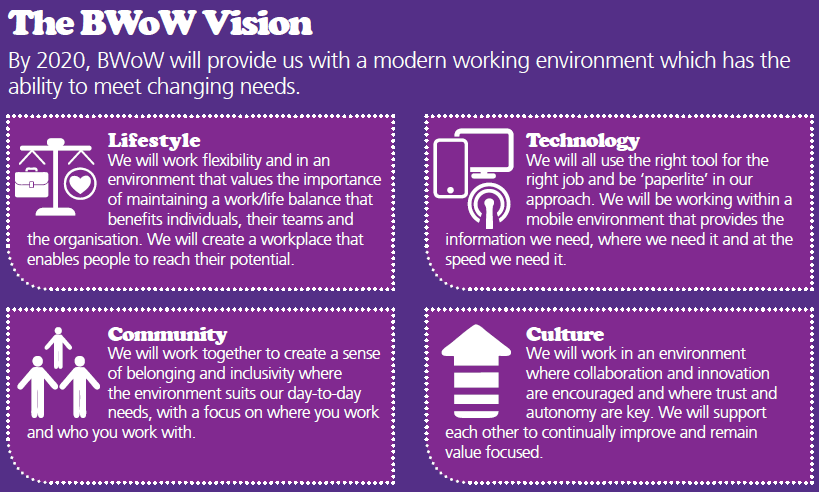 The BWoW Vision
By 2020, BWoW will provide us with a modern working environment which has the
ability to meet changing needs.
Lifestyle
We will work flexibility and in an
environment that values the importance
of maintaining a work/life balance that
benefits individuals, their teams and
the organisation. We will create a workplace that
enables people to reach their potential.
Technology
We will all use the right tool for the
right job and be ‘paperlite’ in our
approach. We will be working within a
mobile environment that provides the
information we need, where we need it and at the
speed we need it.
Community
We will work together to create a sense
of belonging and inclusivity where
the environment suits our day-to-day
needs, with a focus on where you work
and who you work with.
Culture
We will work in an environment
where collaboration and innovation
are encouraged and where trust and
autonomy are key. We will support
each other to continually improve and remain
value focused.